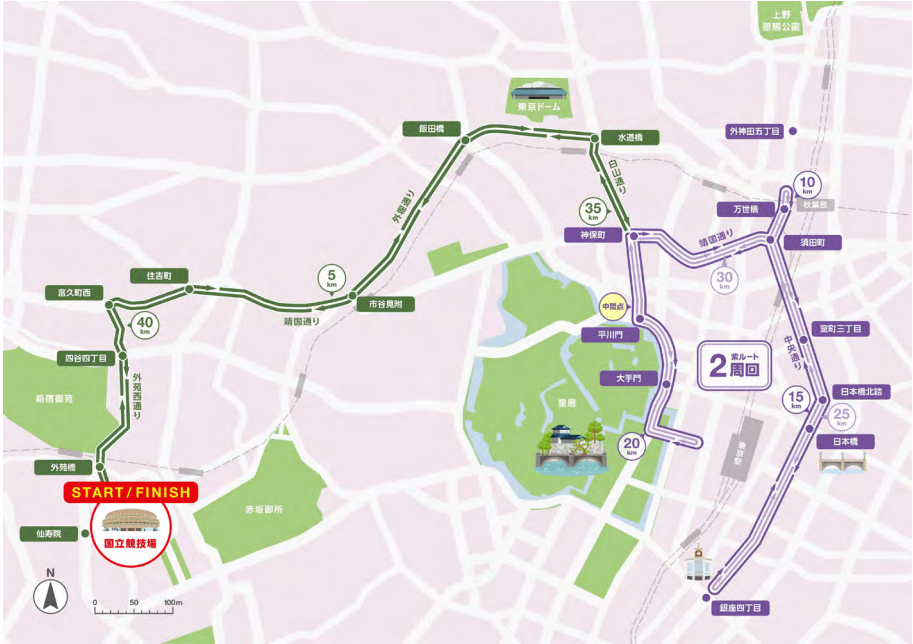 上野
恩賜公園
東京ドーム
飯田橋
水道橋
外神田五丁目
白山通り
10
km
秋葉原
万世橋
外堀通り
35
km
神保町
靖国通り
須田町
30
km
住吉町
5
km
富久町西
市谷見附
靖国通り
40
km
中間点
平川門
室町三丁目
中央通り
四谷四丁目
2
紫ルート
周回
大手門
外苑西通り
新宿御苑
皇居
15
km
日本橋北詰
25
km
日本橋
20
km
東京駅
外苑橋
START/FINISH
国立競技場
赤坂御所
仙寿院
銀座四丁目
N
0 50 100m